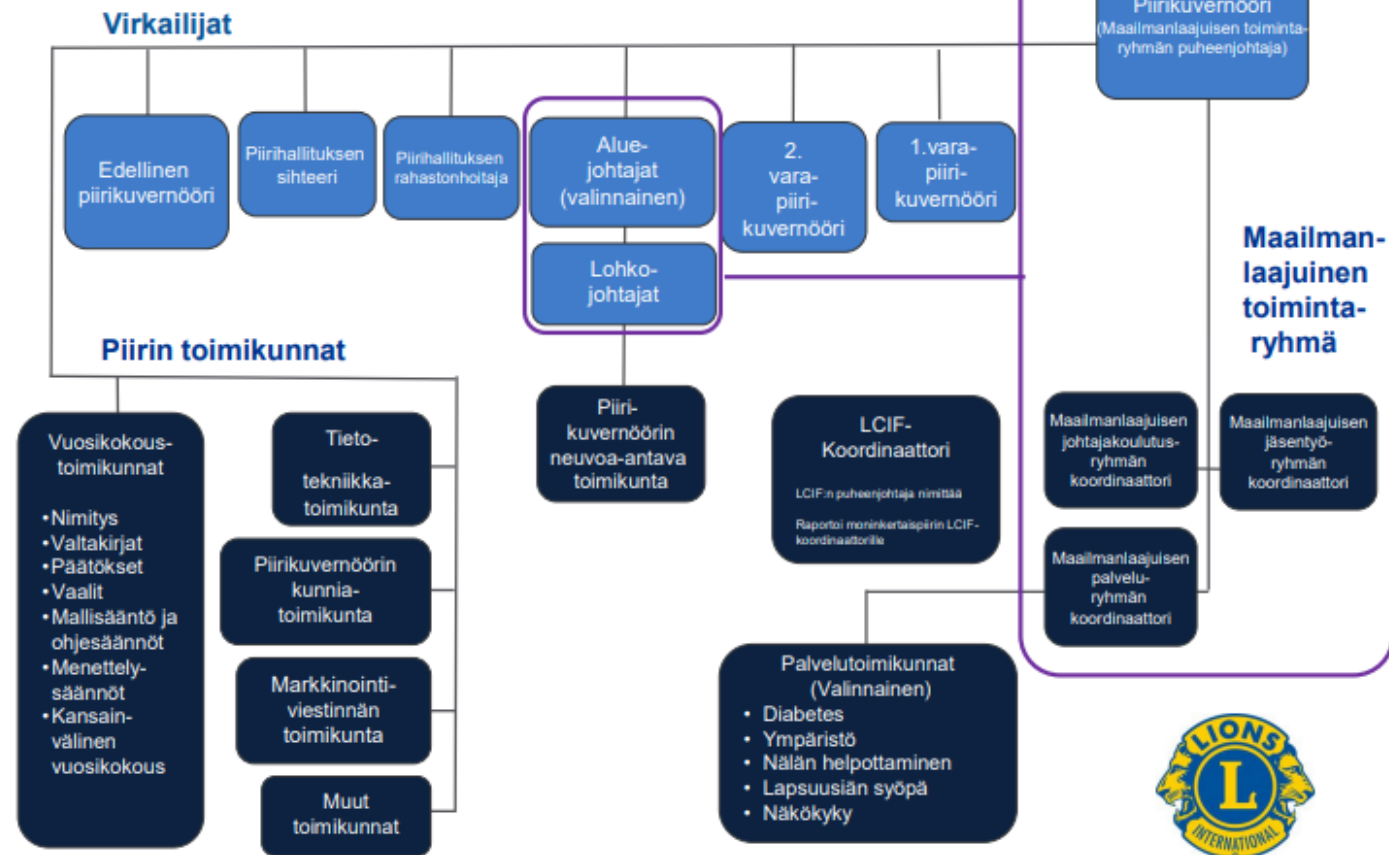 Virkailijat
Piirikuvernööri
(Maailmanlaajuisen toiminta-
ryhmän puheenjohtaja)
Edellinen
piirikuvernööri
Piirihallituksen
sihteeri
Piirihallituksen
rahastonhoitaja
Alue-
johtajat
(valinnainen)
2.
vara-
piiri-
kuvernööri
1.vara-
piiri-
kuvernööri
Lohko-
johtajat
Maailman-
laajuinen
toiminta-
ryhmä
Piirin toimikunnat
Vuosikokous-
toimikunnat
•Nimitys
•Valtakirjat
•Päätökset
•Vaalit
•Mallisääntö ja
ohjesäännöt
•Menettely-
säännöt
•Kansain-
välinen
vuosikokous
Tieto-
tekniikka-
toimikunta
Piirikuvernöörin
kunnia-
toimikunta
Markkinointi-
viestinnän
toimikunta
Muut
toimikunnat
Piiri-
kuvernöörin
neuvoa-antava
toimikunta
LCIF-
Koordinaattori
LCIF:n puheenjohtaja nimittää
Raportoi moninkertaispiirin LCIF-
koordinaattorille
Maailmanlaajuisen
johtajakoulutus-
ryhmän
koordinaattori
Maailmanlaajuisen
jäsentyö-
ryhmän
koordinaattori
Maailmanlaajuisen
palvelu-
ryhmän
koordinaattori
Palvelutoimikunnat
(Valinnainen)
• Diabetes
• Ympäristö
• Nälän helpottaminen
• Lapsuusiän syöpä
• Näkökyky
LIONS
L
INTERNATIONAL